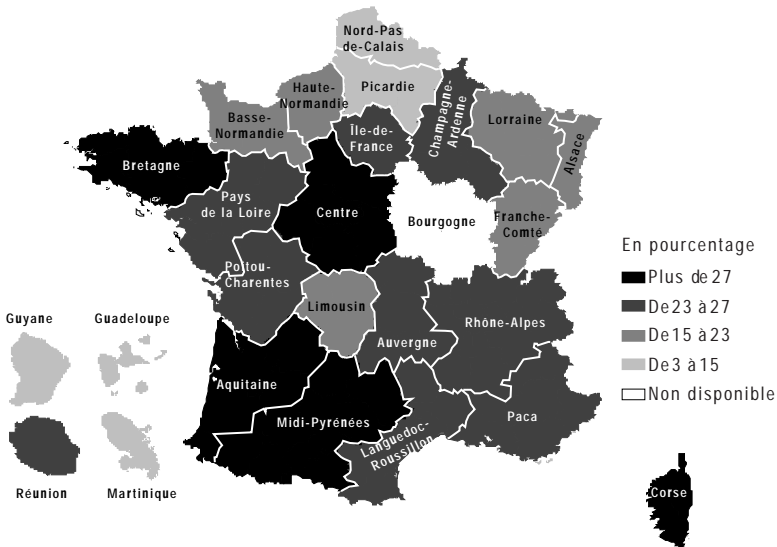 Nord-Pas
de-Calais
Picardie
Haute-
Normandie
Basse-
Normandie
Île-de-
France
Champagne-
Ardenne
Lorraine
Alsace
Bretagne
Pays
de la Loire
Centre
Bourgogne
Franche-
Comté
Poitou-
Charentes
Limousin
Auvergne
Rhône-Alpes
Aquitaine
Midi-Pyrénées
Languedoc-
Roussillon
Paca
Corse
Guyane
Guadeloupe
Réunion
Martinique
En pourcentage
Plus de 27
De 23 à 27
De 15 à 23
De 3 à 15
Non disponible